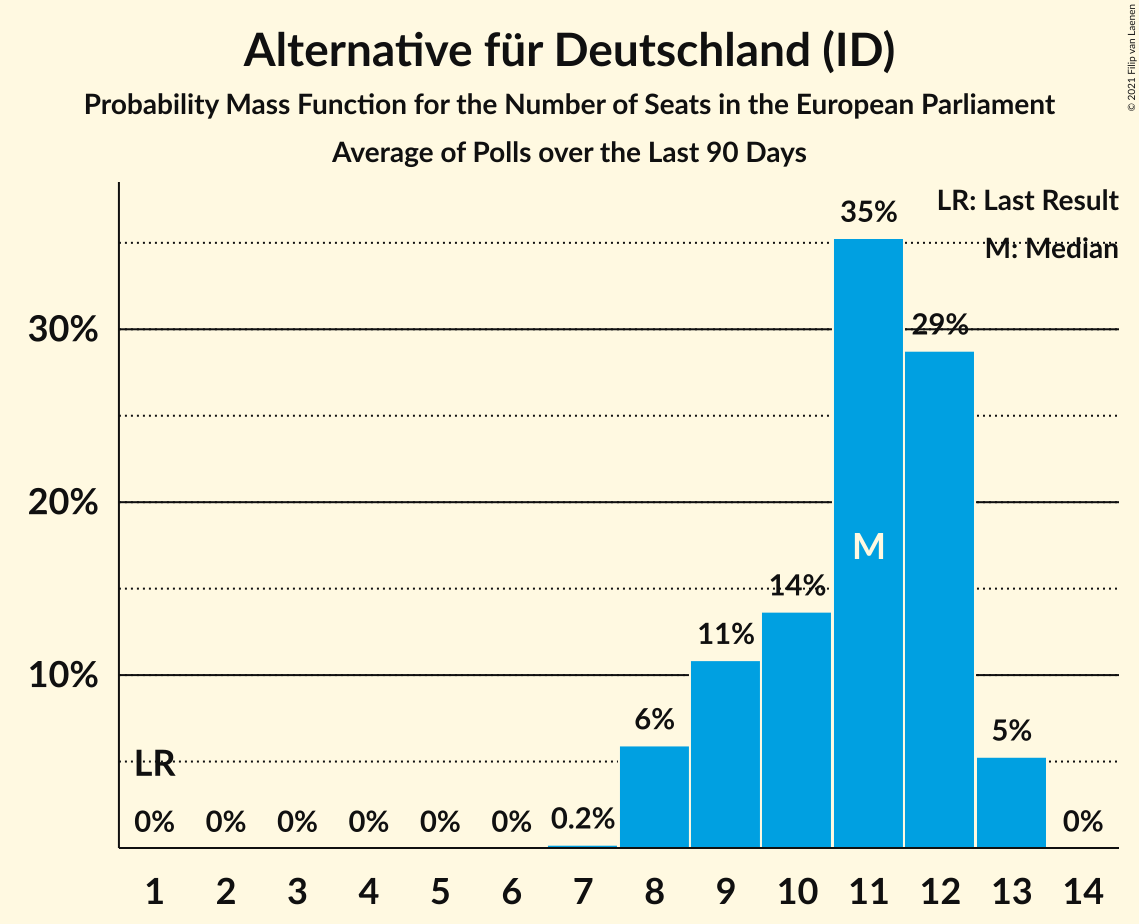 Alternative für Deutschland (ID)
Probability Mass Function for the Number of Seats in the European Parliament
Average of Polls over the Last 90 Days
© 2021 Filip van Laenen
LR: Last Result
M: Median
35%
30%
29%
20%
M
14%
11%
10%
6%
5%
LR
0% 0% 0% 0% 0% 0% 0.2% 0%
1 2 3 4 5 6 7 8 9 10 11 12 13 14